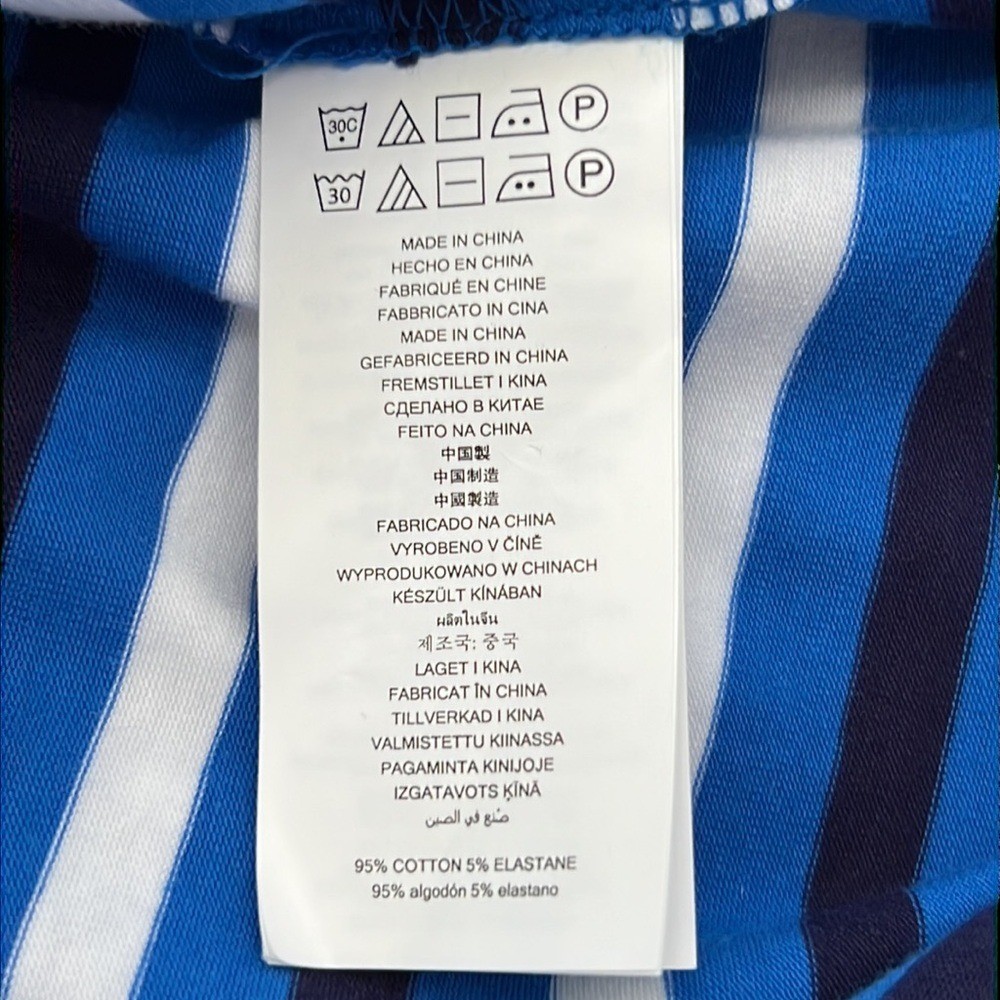 30C P
30 P
MADE IN CHINA
HECHO EN CHINA
FABRIQUÉ EN CHINE
FABBRICATO IN CINA
MADE IN CHINA
GEFABRICEERD IN CHINA
FREMSTILLET I KINA
СДЕЛАНО В КИТАЕ
FEITO NA CHINA
中国製
中国制造
中國製造
FABRICADO NA CHINA
VYROBENO V ČÍNĚ
WYPRODUKOWANO W CHINACH
KÉSZÜLT KÍNÁBAN
ผลิตในจีน
제조국: 중국
LAGET I KINA
FABRICAT ÎN CHINA
TILLVERKAD I KINA
VALMISTETTU KIINASSA
PAGAMINTA KINIJOJE
IZGATAVOTS ĶĪNĀ
صُنع في الصين
95% COTTON 5% ELASTANE
95% algodón 5% elastano